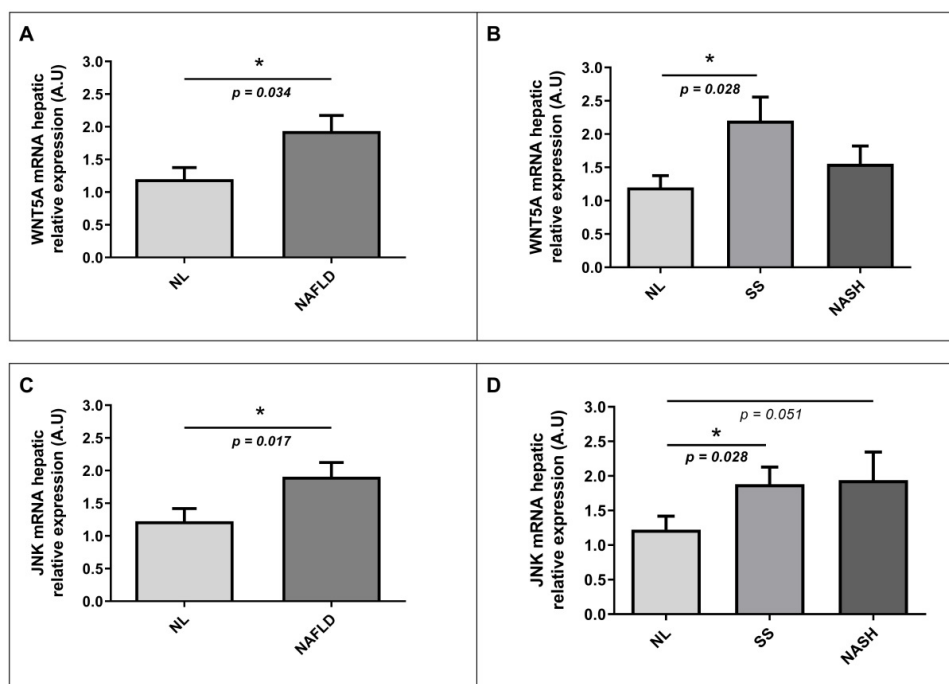 A
WNT5A mRNA hepatic
relative expression (A.U)
3.0
2.5
2.0
1.5
1.0
0.5
0.0
*
p = 0.034
NL
NAFLD
B
WNT5A mRNA hepatic
relative expression (A.U)
3.0
2.5
2.0
1.5
1.0
0.5
0.0
*
p = 0.028
NL
SS
NASH
C
JNK mRNA hepatic
relative expression (A.U)
3.0
2.5
2.0
1.5
1.0
0.5
0.0
*
p = 0.017
NL
NAFLD
D
JNK mRNA hepatic
relative expression (A.U)
3.0
2.5
2.0
1.5
1.0
0.5
0.0
p = 0.051
*
p = 0.028
NL
SS
NASH